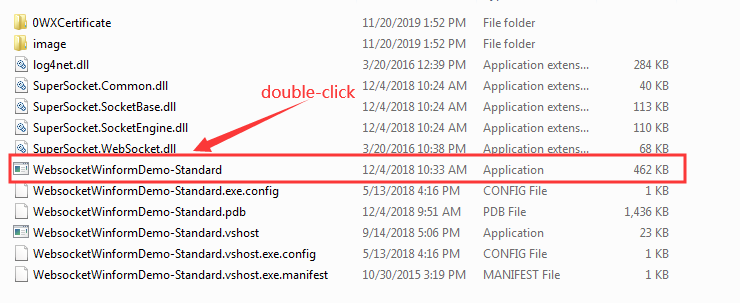 0WXCertificate 11/20/2019 1:52 PM File folder
image 11/20/2019 1:52 PM File folder
log4net.dll 3/20/2016 12:39 PM Application extens... 284 KB
SuperSocket.Common.dll 12/4/2018 10:24 AM Application extens... 40 KB
double-click
SuperSocket.SocketBase.dll 12/4/2018 10:24 AM Application extens... 113 KB
SuperSocket.SocketEngine.dll 12/4/2018 10:24 AM Application extens... 110 KB
SuperSocket.WebSocket.dll 3/20/2016 10:38 PM Application extens... 68 KB
WebsocketWinformDemo-Standard 12/4/2018 10:33 AM Application 462 KB
WebsocketWinformDemo-Standard.exe.config 5/13/2018 4:16 PM CONFIG File 1 KB
WebsocketWinformDemo-Standard.pdb 12/4/2018 9:51 AM PDB File 1,436 KB
WebsocketWinformDemo-Standard.vshost 9/14/2018 5:06 PM Application 23 KB
WebsocketWinformDemo-Standard.vshost.exe.config 5/13/2018 4:16 PM CONFIG File 1 KB
WebsocketWinformDemo-Standard.vshost.exe.manifest 10/30/2015 3:19 PM MANIFEST File 1 KB